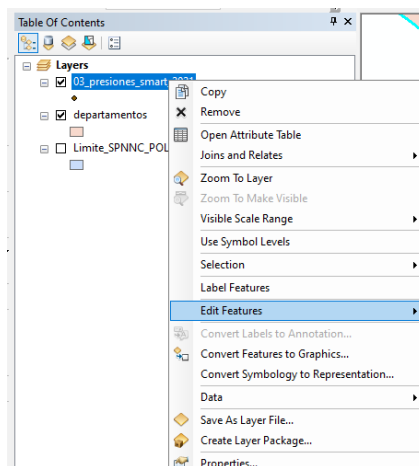 Table Of Contents
Layers
03_presiones_smart_2021
departamentos
Limite_SPNNC_POL
Copy
Remove
Open Attribute Table
Joins and Relates
Zoom To Layer
Zoom To Make Visible
Visible Scale Range
Use Symbol Levels
Selection
Label Features
Edit Features
Convert Labels to Annotation...
Convert Features to Graphics...
Convert Symbology to Representation...
Data
Save As Layer File...
Create Layer Package...
Properties...